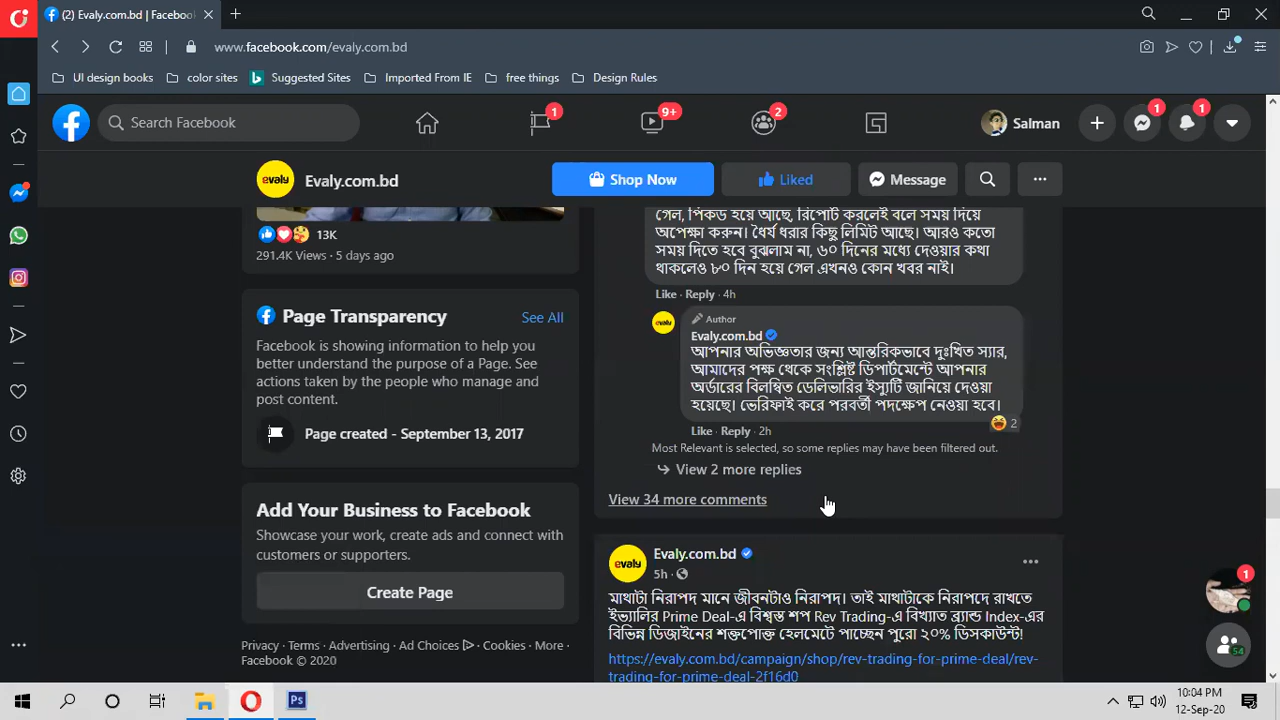 (2) Evaly.com.bd | Facebook
www.facebook.com/evaly.com.bd
UI design books
color sites
Suggested Sites
Imported From IE
free things
Design Rules
Search Facebook
1
9+
2
Salman
1
1
evaly
Evaly.com.bd
Shop Now
Liked
Message
13K
291.4K Views · 5 days ago
Page Transparency
See All
Facebook is showing information to help you
better understand the purpose of a Page. See
actions taken by the people who manage and
post content.
Page created - September 13, 2017
Add Your Business to Facebook
Showcase your work, create ads and connect with
customers or supporters.
Create Page
Privacy · Terms · Advertising · Ad Choices · Cookies · More ·
Facebook © 2020
গেল, পিকড হয়ে আছে, রিপোর্ট করলেই বলে সময় দিয়ে
অপেক্ষা করুন। ধৈর্য ধরার কিছু লিমিট আছে। আরও কতো
সময় দিতে হবে বুঝলাম না, ৬০ দিনের মধ্যে দেওয়ার কথা
থাকলেও ৮০ দিন হয়ে গেল এখনও কোন খবর নাই।
Like · Reply · 4h
Author
evaly
Evaly.com.bd
আপনার অভিজ্ঞতার জন্য আন্তরিকভাবে দুঃখিত স্যার,
আমাদের পক্ষ থেকে সংশ্লিষ্ট ডিপার্টমেন্টে আপনার
অর্ডারের বিলম্বিত ডেলিভারির ইস্যুটি জানিয়ে দেওয়া
হয়েছে। ভেরিফাই করে পরবর্তী পদক্ষেপ নেওয়া হবে।
2
Like · Reply · 2h
Most Relevant is selected, so some replies may have been filtered out.
View 2 more replies
View 34 more comments
evaly
Evaly.com.bd
5h ·
মাথাটা নিরাপদ মানে জীবনটাও নিরাপদ। তাই মাথাটাকে নিরাপদে রাখতে
ইভ্যালির Prime Deal-এ বিশ্বস্ত শপ Rev Trading-এ বিখ্যাত ব্র্যান্ড Index-এর
বিভিন্ন ডিজাইনের শক্তপোক্ত হেলমেটে পাচ্ছেন পুরো ২০% ডিসকাউন্ট!
https://evaly.com.bd/campaign/shop/rev-trading-for-prime-deal/rev-
trading-for-prime-deal-2f16d0
1
54
Ps
10:04 PM
12-Sep-20